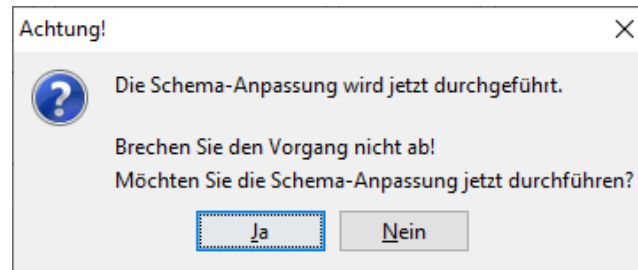 Achtung!
Die Schema-Anpassung wird jetzt durchgeführt.
Brechen Sie den Vorgang nicht ab!
Möchten Sie die Schema-Anpassung jetzt durchführen?
Ja
Nein